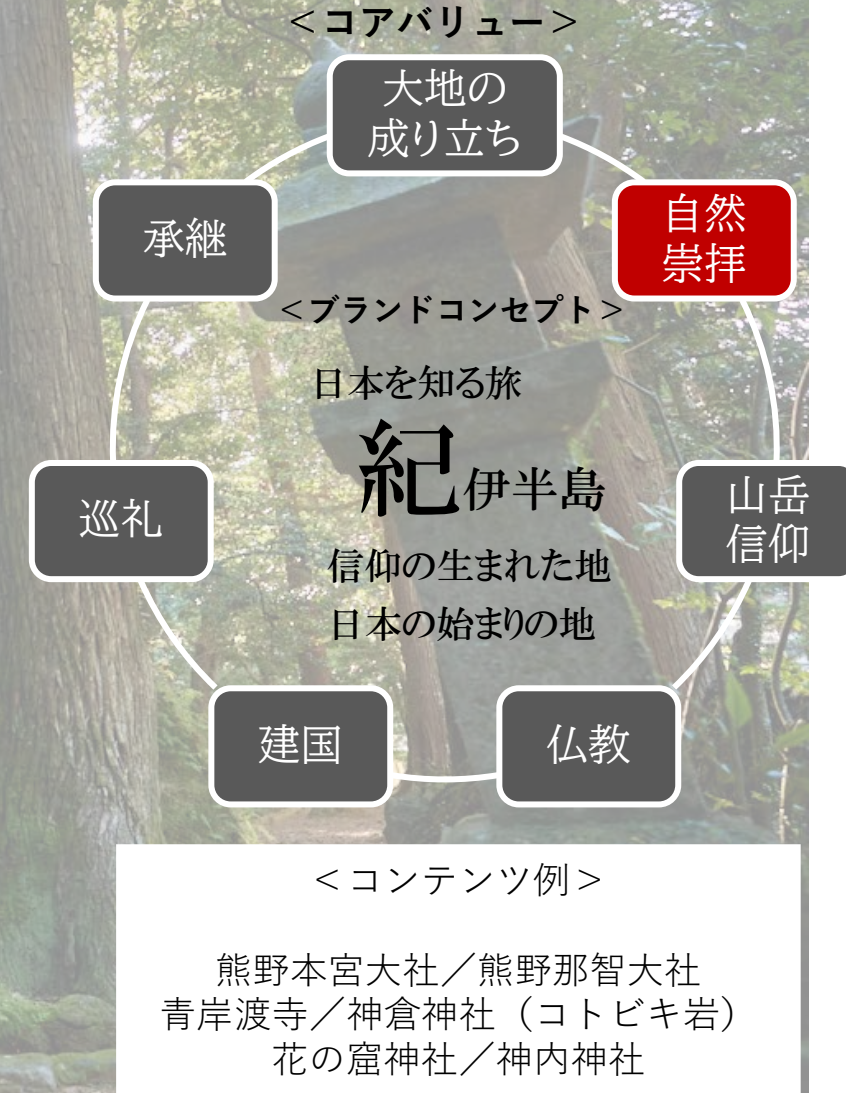 ＜コアバリュー＞
大地の
成り立ち
自然
崇拝
承継
＜ブランドコンセプト＞
日本を知る旅
紀伊半島
山岳
信仰
巡礼
信仰の生まれた地
日本の始まりの地
建国
仏教
＜コンテンツ例＞
熊野本宮大社／熊野那智大社
青岸渡寺／神倉神社（コトビキ岩）
花の窟神社／神内神社